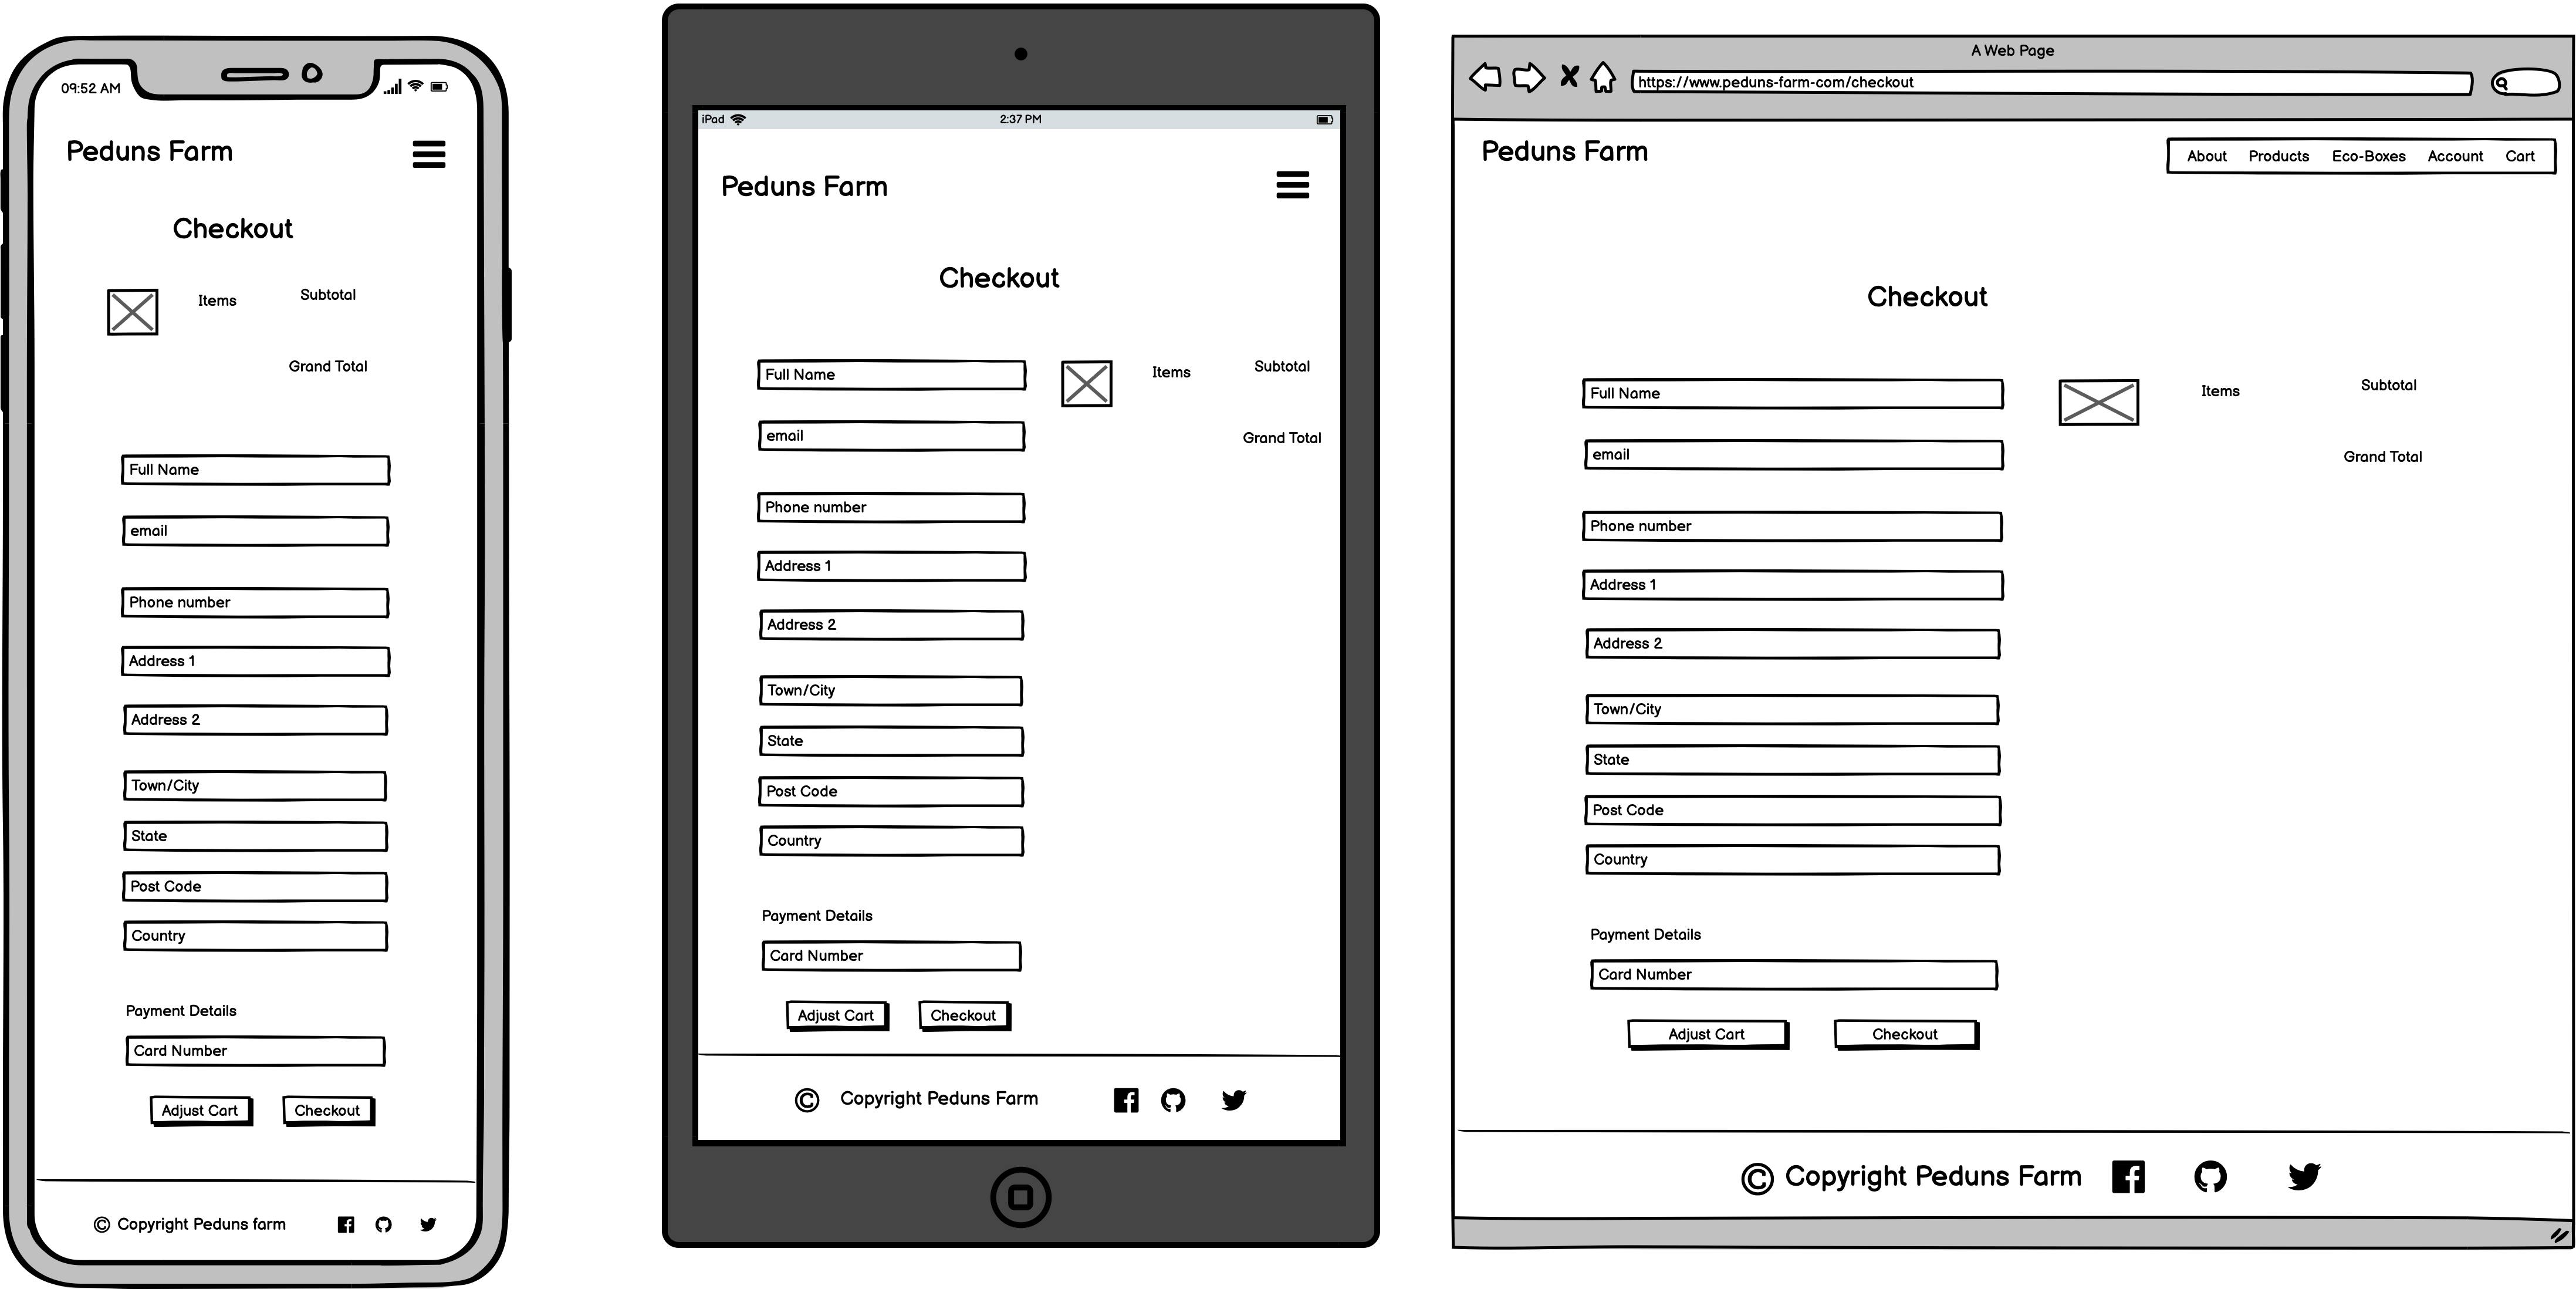 09:52 AM
Peduns Farm
Checkout
Items
Subtotal
Grand Total
Full Name
email
Phone number
Address 1
Address 2
Town/City
State
Post Code
Country
Payment Details
Card Number
Adjust Cart
Checkout
© Copyright Peduns farm
iPad
2:37 PM
Peduns Farm
Checkout
Full Name
Items
Subtotal
email
Grand Total
Phone number
Address 1
Address 2
Town/City
State
Post Code
Country
Payment Details
Card Number
Adjust Cart
Checkout
© Copyright Peduns Farm
A Web Page
https://www.peduns-farm-com/checkout
Peduns Farm
About Products Eco-Boxes Account Cart
Checkout
Full Name
Items
Subtotal
email
Grand Total
Phone number
Address 1
Address 2
Town/City
State
Post Code
Country
Payment Details
Card Number
Adjust Cart
Checkout
© Copyright Peduns Farm